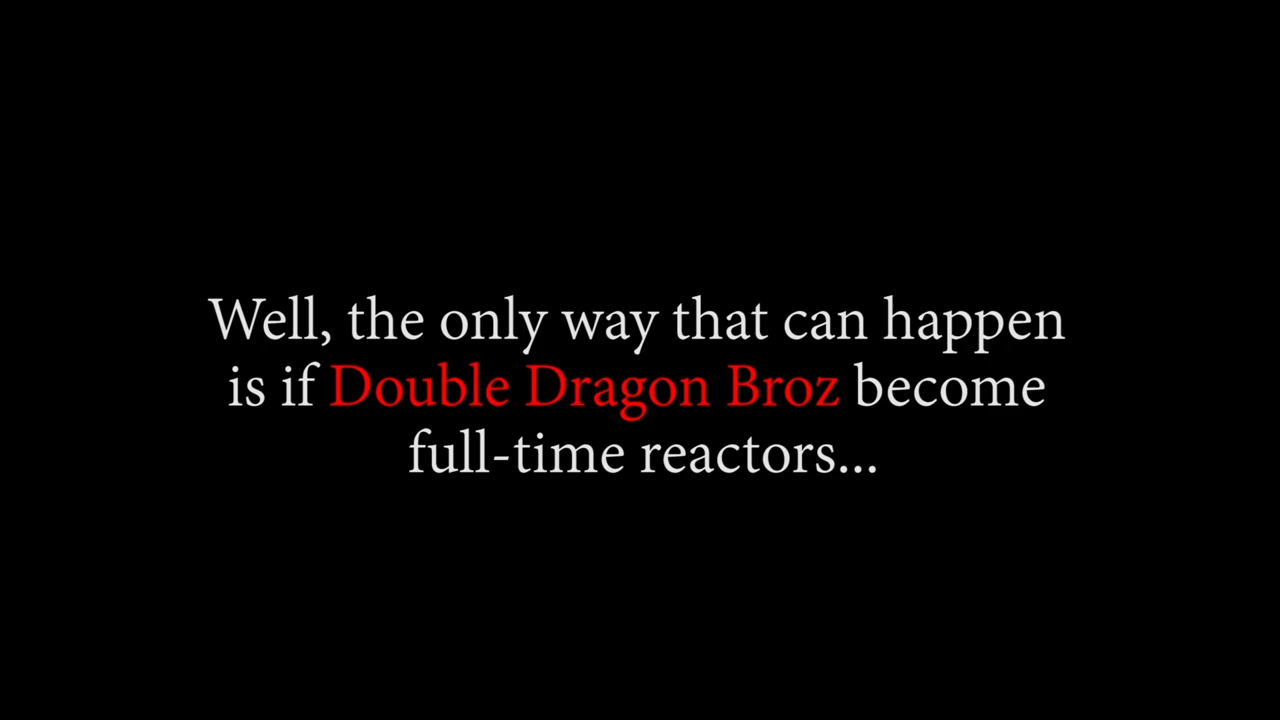 Well, the only way that can happen
is if Double Dragon Broz become
full-time reactors...